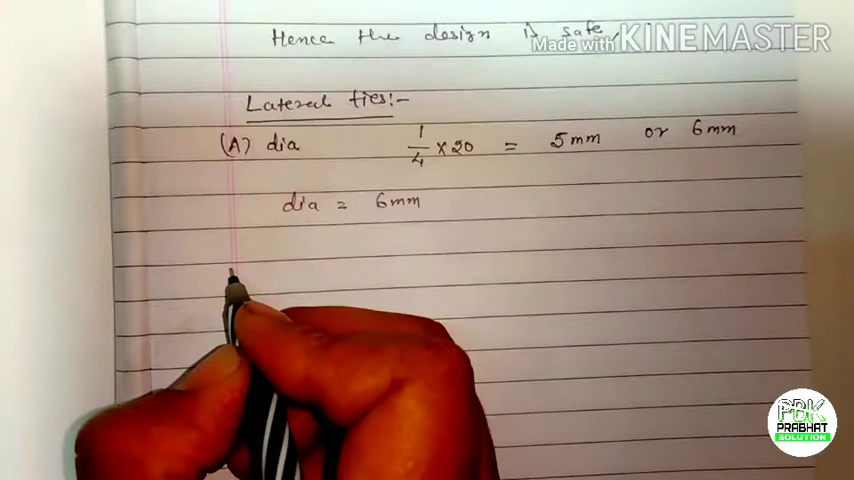 Hence the design is safe,
Made with KINEMASTER
Lateral ties:-
(A) dia 1/4 × 20 = 5mm or 6mm
dia = 6mm
PBK
PRABHAT
SOLUTION